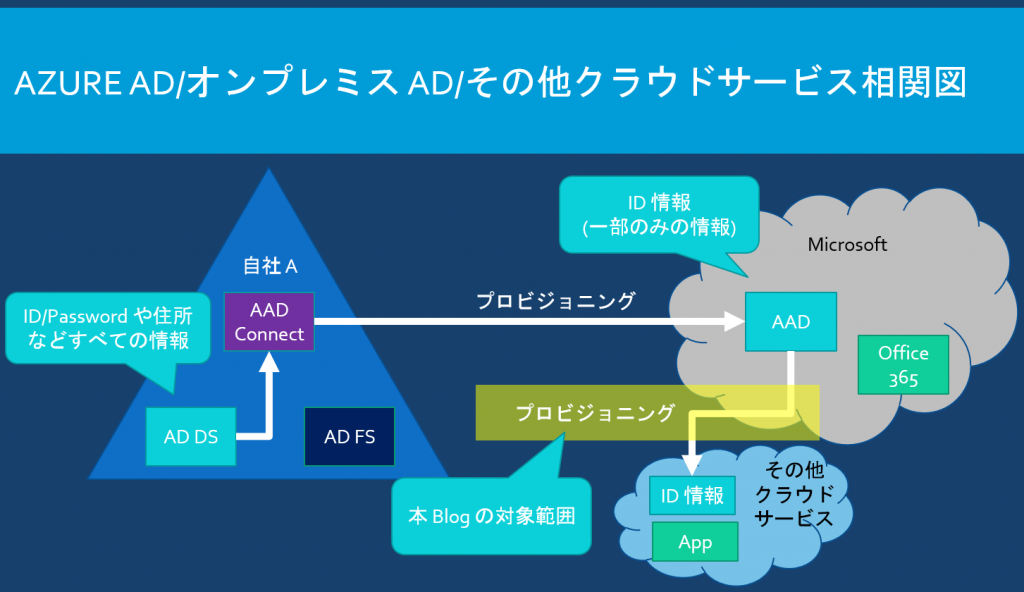 AZURE AD/オンプレミス AD/その他クラウドサービス相関図
ID 情報
(一部のみの情報)
Microsoft
自社 A
ID/Password や住所
などすべての情報
AAD
Connect
プロビジョニング
AAD
Office
365
AD DS
AD FS
プロビジョニング
本 Blog の対象範囲
ID 情報
App
その他
クラウド
サービス